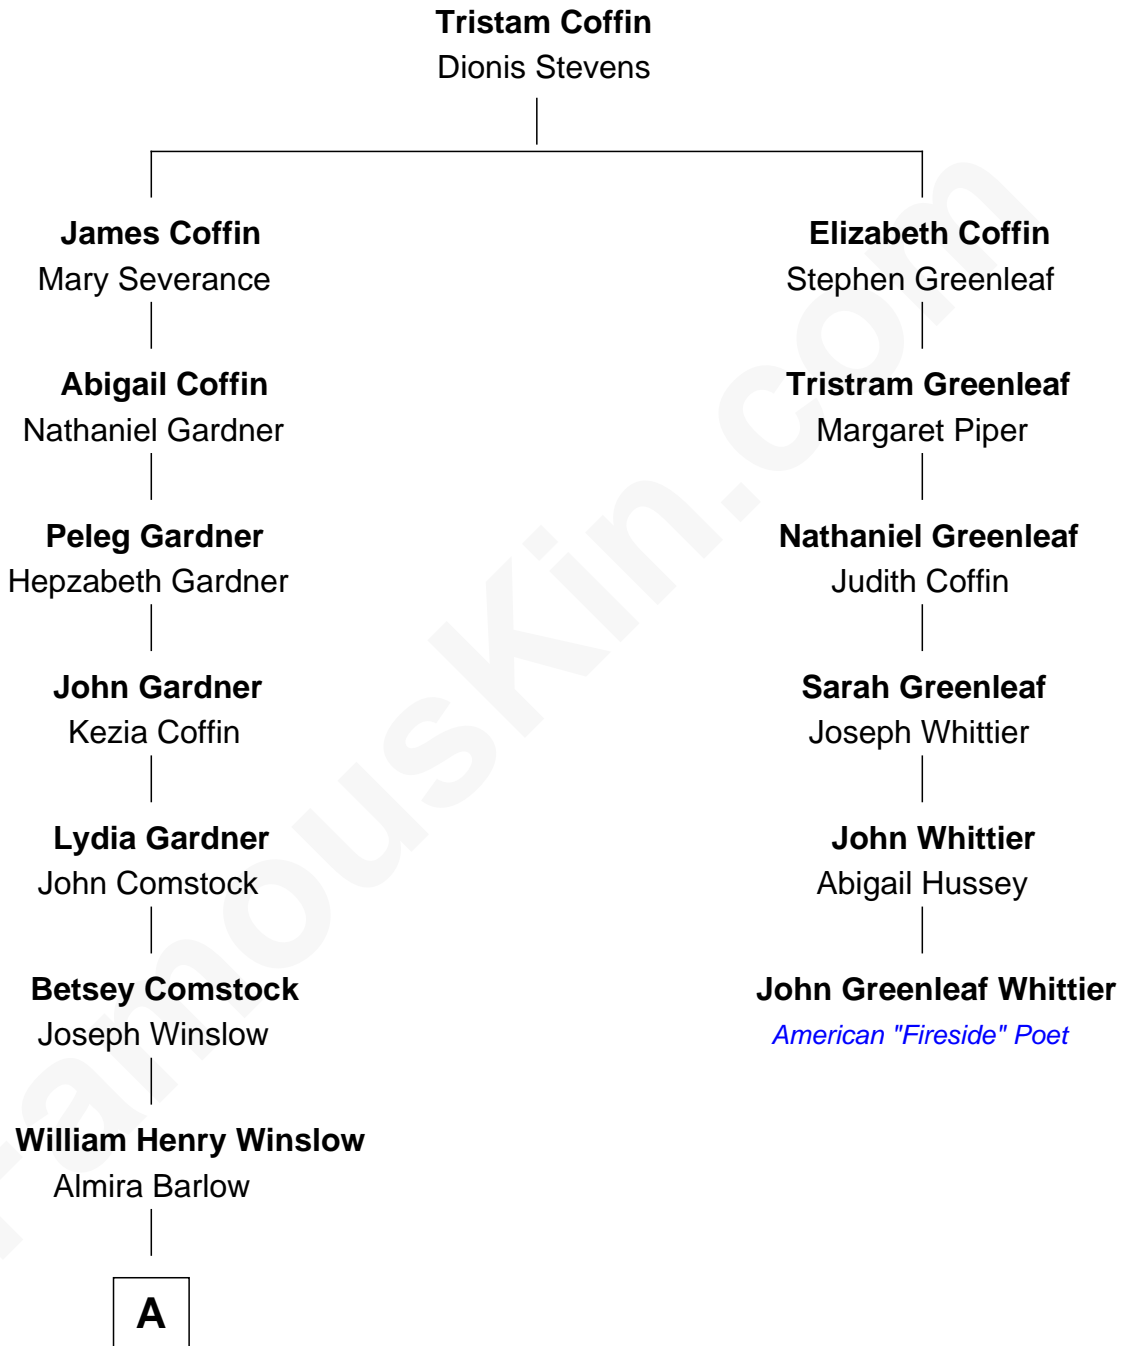 Tristam Coffin
Dionis Stevens
James Coffin
Mary Severance
Elizabeth Coffin
Stephen Greenleaf
Abigail Coffin
Nathaniel Gardner
Tristram Greenleaf
Margaret Piper
Peleg Gardner
Hepzabeth Gardner
Nathaniel Greenleaf
Judith Coffin
John Gardner
Kezia Coffin
Sarah Greenleaf
Joseph Whittier
Lydia Gardner
John Comstock
John Whittier
Abigail Hussey
Betsey Comstock
Joseph Winslow
John Greenleaf Whittier
American "Fireside" Poet
William Henry Winslow
Almira Barlow
A
FamousKin.com